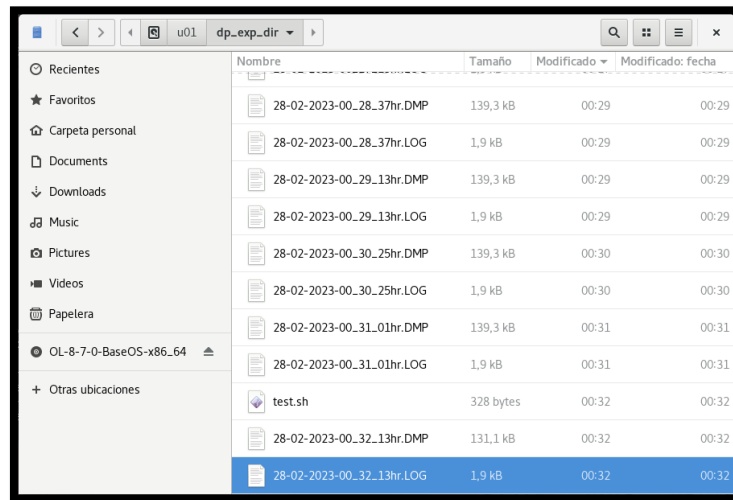 u01 dp_exp_dir
Recientes
Favoritos
Carpeta personal
Documents
Downloads
Music
Pictures
Videos
Papelera
OL-8-7-0-BaseOS-x86_64
+ Otras ubicaciones
Nombre Tamaño Modificado Modificado: fecha
28-02-2023-00_28_37hr.DMP 139,3 kB 00:29 00:29
28-02-2023-00_28_37hr.LOG 1,9 kB 00:29 00:29
28-02-2023-00_29_13hr.DMP 139,3 kB 00:29 00:29
28-02-2023-00_29_13hr.LOG 1,9 kB 00:29 00:29
28-02-2023-00_30_25hr.DMP 139,3 kB 00:30 00:30
28-02-2023-00_30_25hr.LOG 1,9 kB 00:30 00:30
28-02-2023-00_31_01hr.DMP 139,3 kB 00:31 00:31
28-02-2023-00_31_01hr.LOG 1,9 kB 00:31 00:31
test.sh 328 bytes 00:32 00:32
28-02-2023-00_32_13hr.DMP 131,1 kB 00:32 00:32
28-02-2023-00_32_13hr.LOG 1,9 kB 00:32 00:32